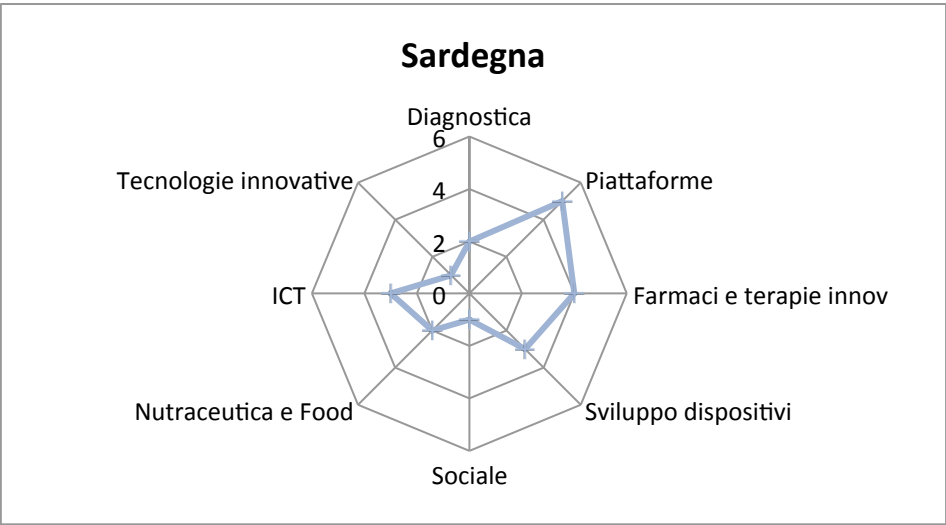 Sardegna
Diagnostica
6
Tecnologie innovative
Piattaforme
4
2
ICT
0
Farmaci e terapie innov
Nutraceutica e Food
Sviluppo dispositivi
Sociale